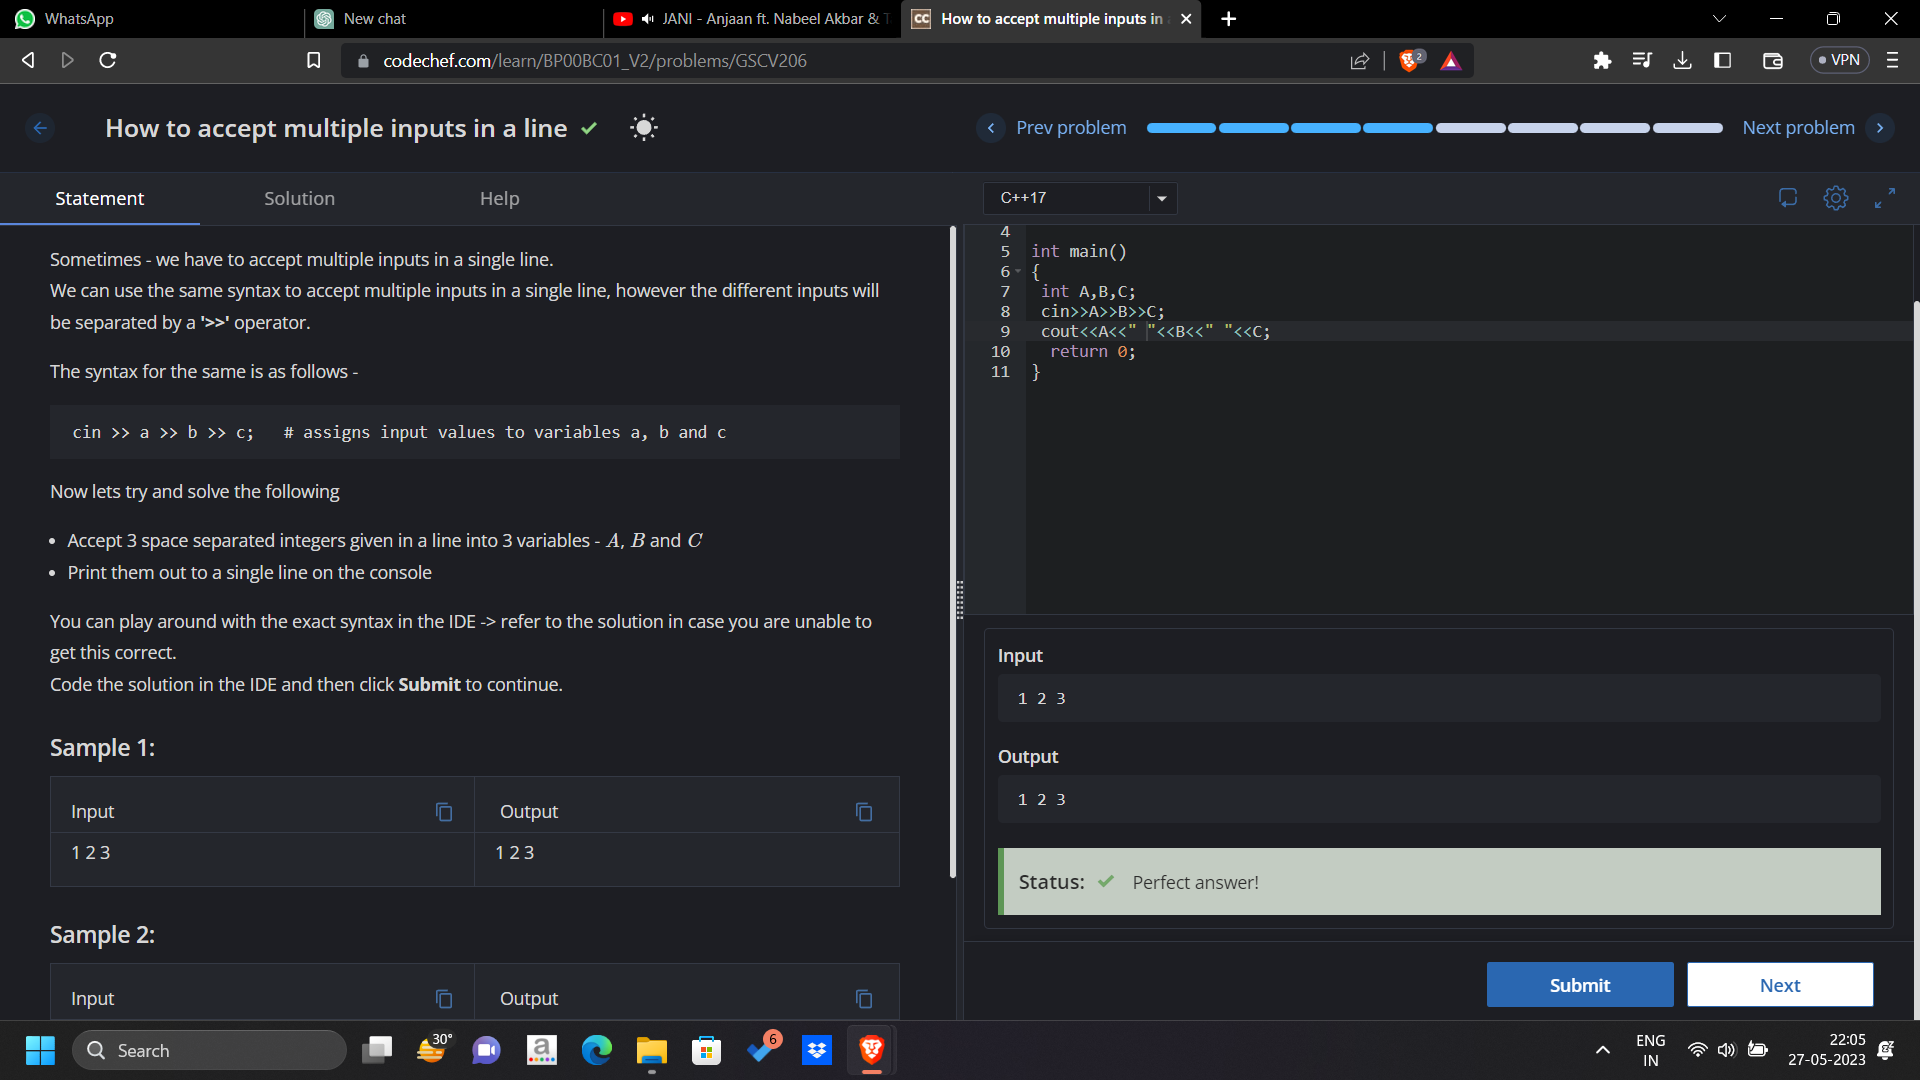 WhatsApp
New chat
JANI - Anjaan ft. Nabeel Akbar &
How to accept multiple inputs in
codechef.com/learn/BP00BC01_V2/problems/GSCV206
2
VPN
How to accept multiple inputs in a line
Prev problem
Next problem
Statement
Solution
Help
C++17
Sometimes - we have to accept multiple inputs in a single line.
We can use the same syntax to accept multiple inputs in a single line, however the different inputs will
be separated by a '>>' operator.
The syntax for the same is as follows -
cin >> a >> b >> c;   # assigns input values to variables a, b and c
Now lets try and solve the following
• Accept 3 space separated integers given in a line into 3 variables - A, B and C
• Print them out to a single line on the console
You can play around with the exact syntax in the IDE -> refer to the solution in case you are unable to
get this correct.
Code the solution in the IDE and then click Submit to continue.
Sample 1:
Input
Output
1 2 3
1 2 3
Sample 2:
Input
Output
4
5 int main()
6 {
7 int A,B,C;
8 cin>>A>>B>>C;
9 cout<<A<<" "<<B<<" "<<C;
10 return 0;
11 }
Input
1 2 3
Output
1 2 3
Status: Perfect answer!
Submit
Next
Search
30°
a
6
ENG
IN
22:05
27-05-2023